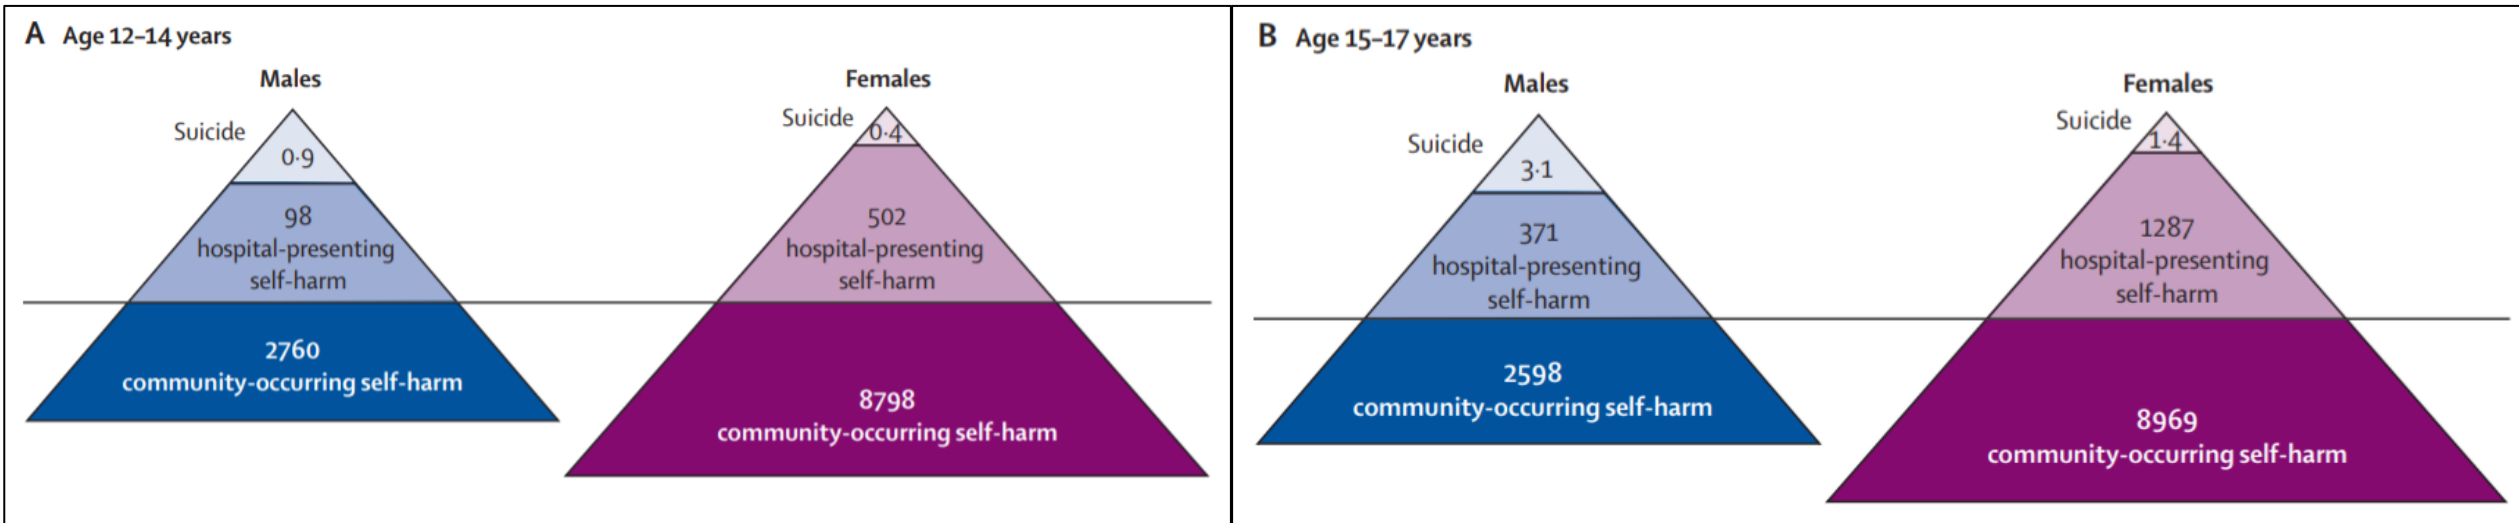 A Age 12–14 years
Males
Suicide
0·9
98
hospital-presenting
self-harm
2760
community-occurring self-harm
Females
Suicide
0·4
502
hospital-presenting
self-harm
8798
community-occurring self-harm
B Age 15–17 years
Males
Suicide
3·1
371
hospital-presenting
self-harm
2598
community-occurring self-harm
Females
Suicide
1·4
1287
hospital-presenting
self-harm
8969
community-occurring self-harm